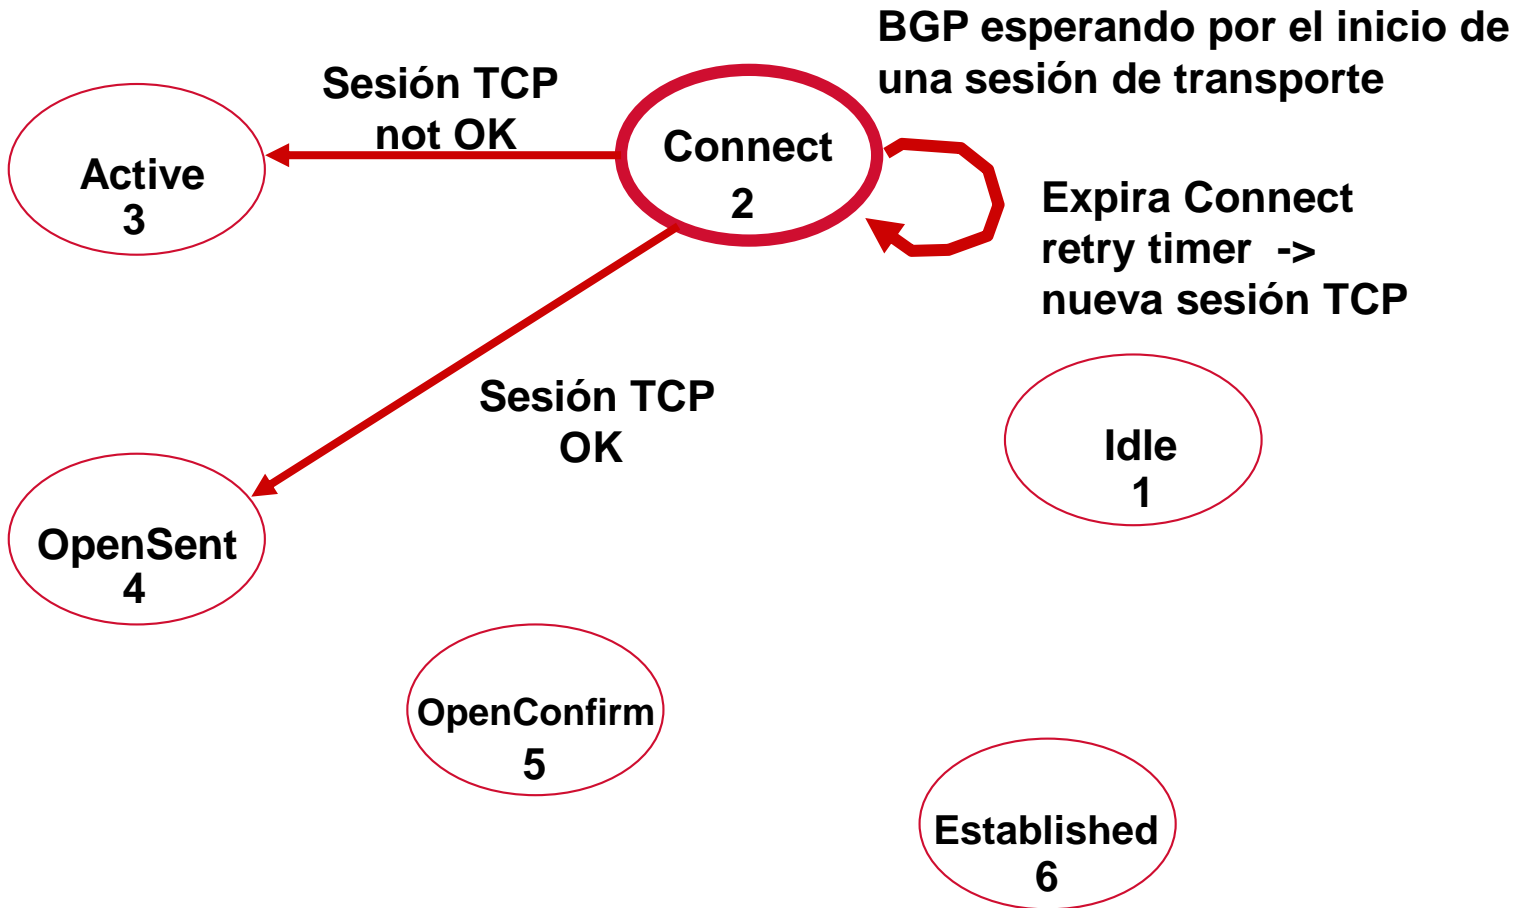 BGP esperando por el inicio de
una sesión de transporte
Sesión TCP
not OK
Connect
2
Active
3
Expira Connect
retry timer ->
nueva sesión TCP
Sesión TCP
OK
Idle
1
OpenSent
4
OpenConfirm
5
Established
6